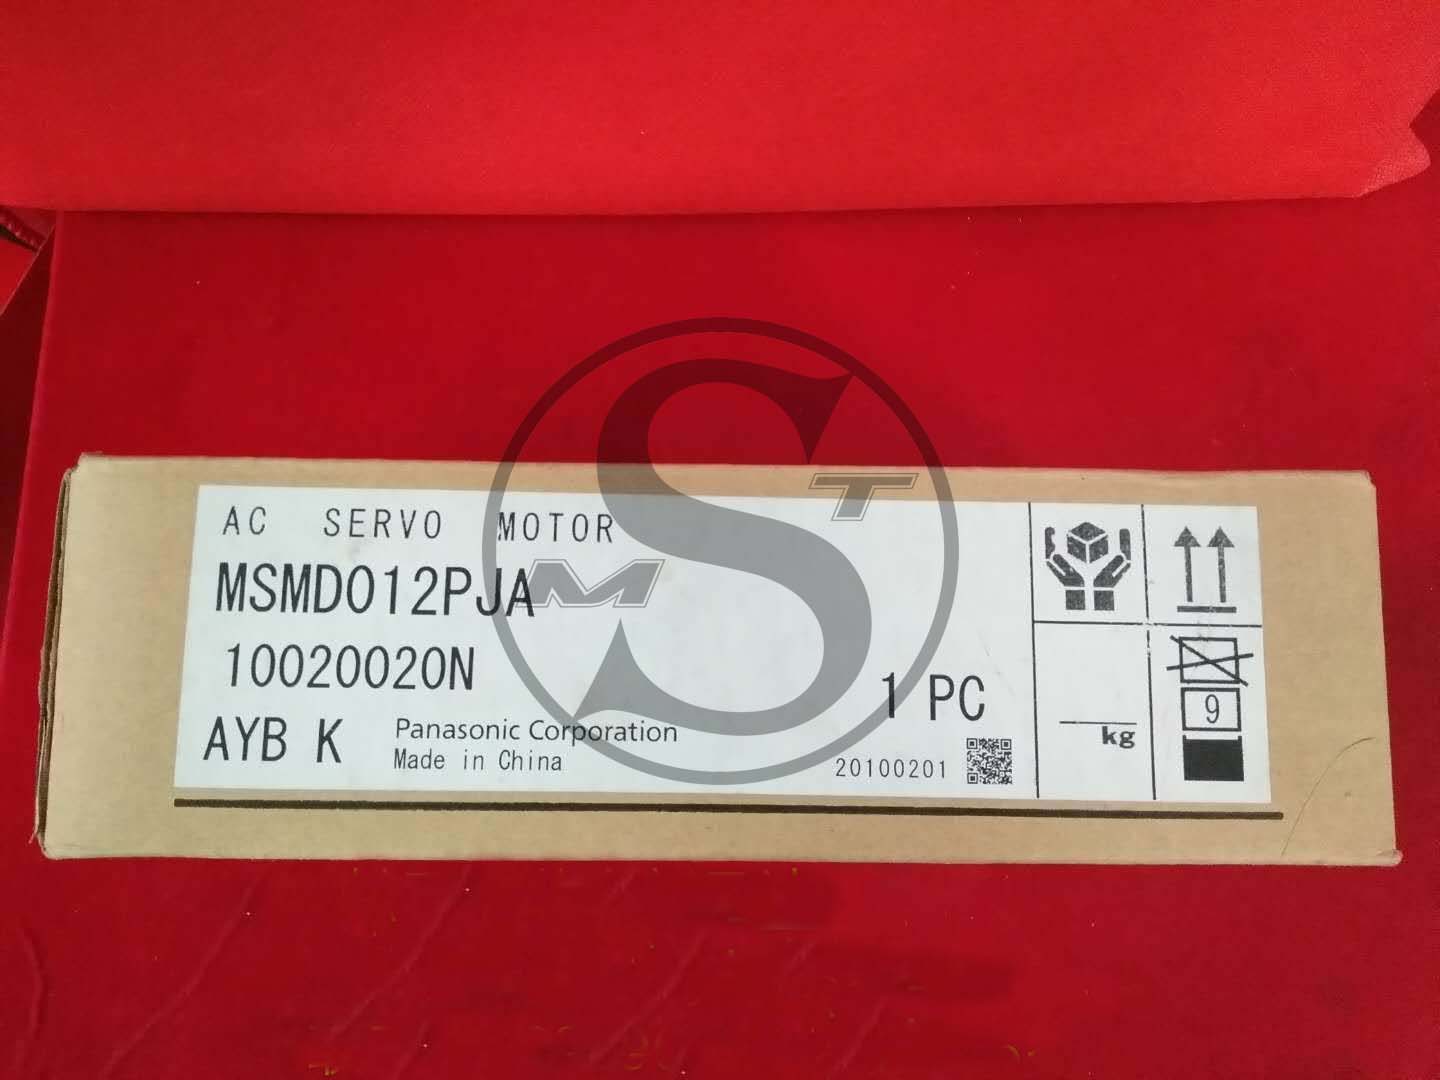 AC SERVO MOTOR
MSMD012PJA
10020020N
1 PC
AYB K
Panasonic Corporation
Made in China
20100201
kg
9
S
T
M